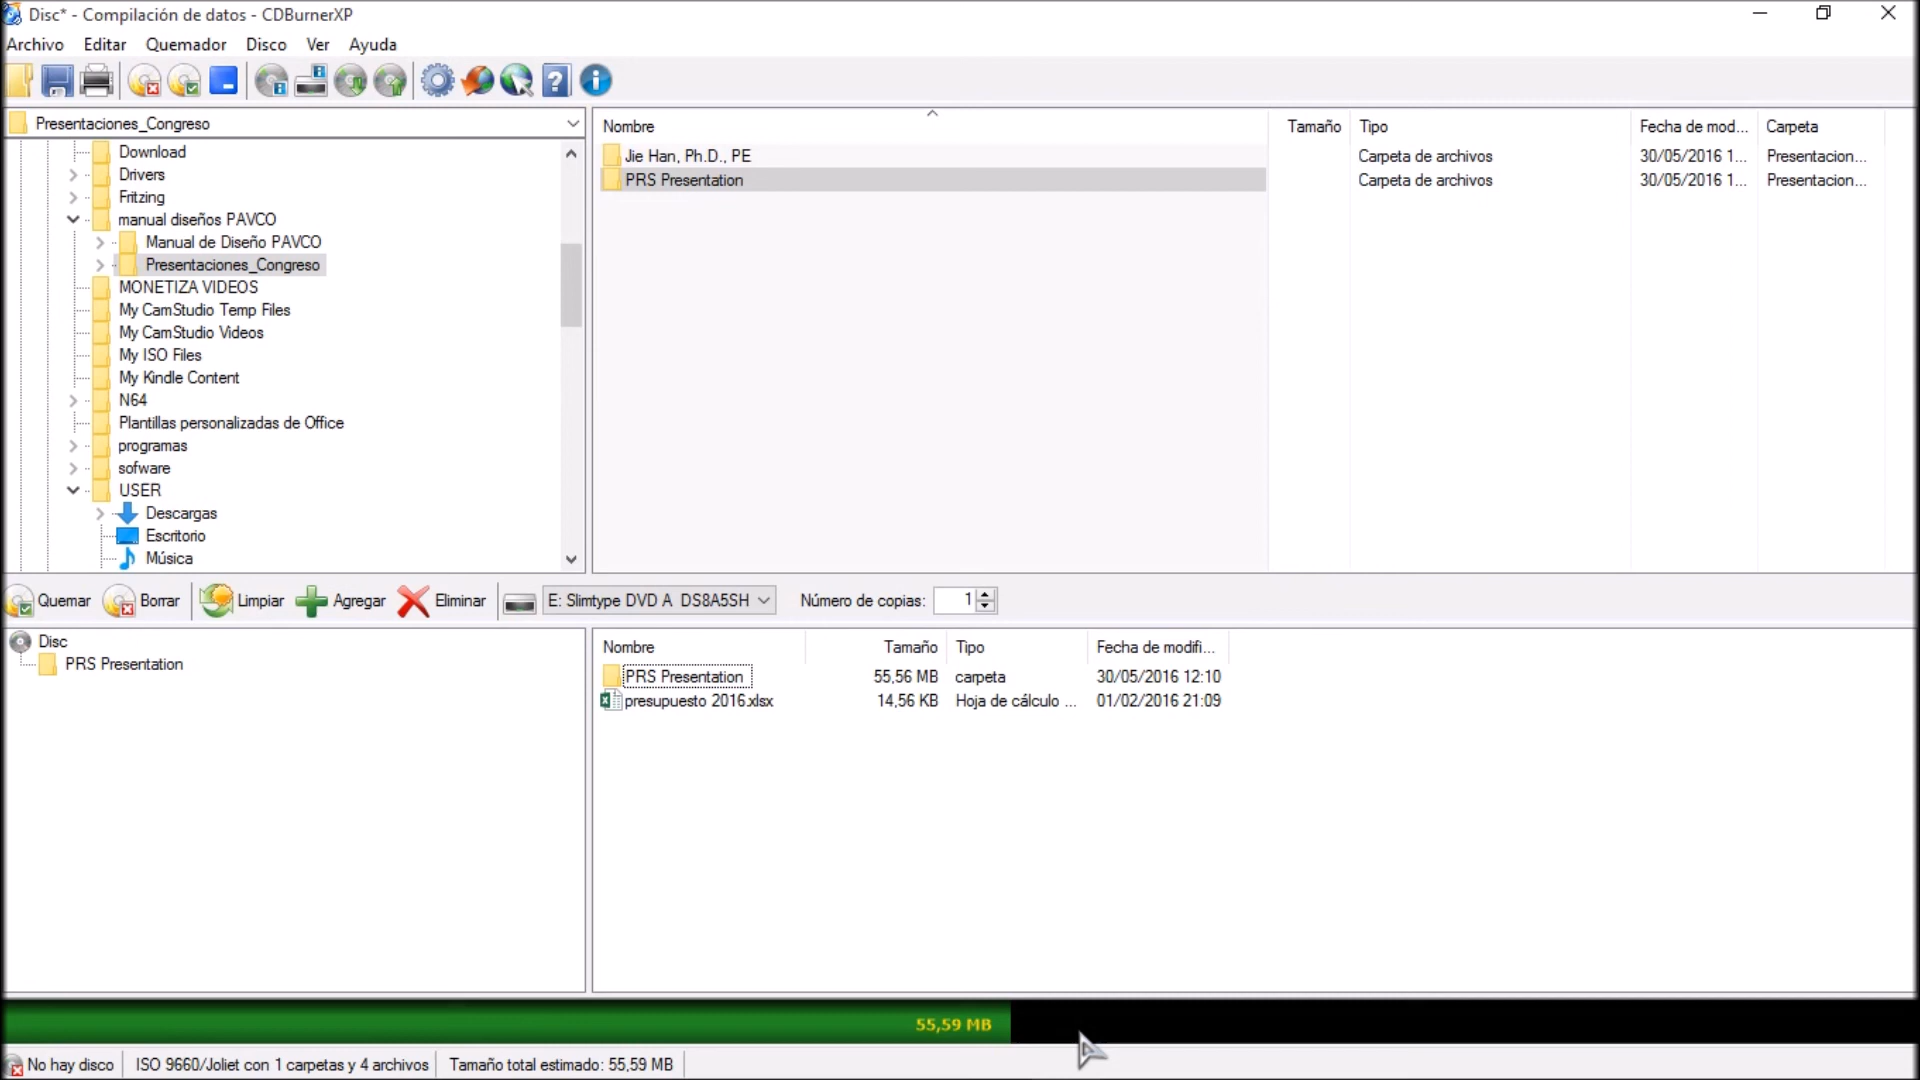 Disc* - Compilación de datos - CDBurnerXP
Archivo Editar Quemador Disco Ver Ayuda
Presentaciones_Congreso
Download
Drivers
Fritzing
manual diseños PAVCO
Manual de Diseño PAVCO
Presentaciones_Congreso
MONETIZA VIDEOS
My CamStudio Temp Files
My CamStudio Videos
My ISO Files
My Kindle Content
N64
Plantillas personalizadas de Office
programas
sofware
USER
Descargas
Escritorio
Música
Nombre Tamaño Tipo Fecha de mod... Carpeta
Jie Han, Ph.D., PE Carpeta de archivos 30/05/2016 1... Presentacion...
PRS Presentation Carpeta de archivos 30/05/2016 1... Presentacion...
Quemar Borrar Limpiar Agregar Eliminar E: Slimtype DVD A DS8A5SH Número de copias: 1
Disc
PRS Presentation
Nombre Tamaño Tipo Fecha de modifi...
PRS Presentation 55,56 MB carpeta 30/05/2016 12:10
presupuesto 2016.xlsx 14,56 KB Hoja de cálculo ... 01/02/2016 21:09
55,59 MB
No hay disco ISO 9660/Joliet con 1 carpetas y 4 archivos Tamaño total estimado: 55,59 MB